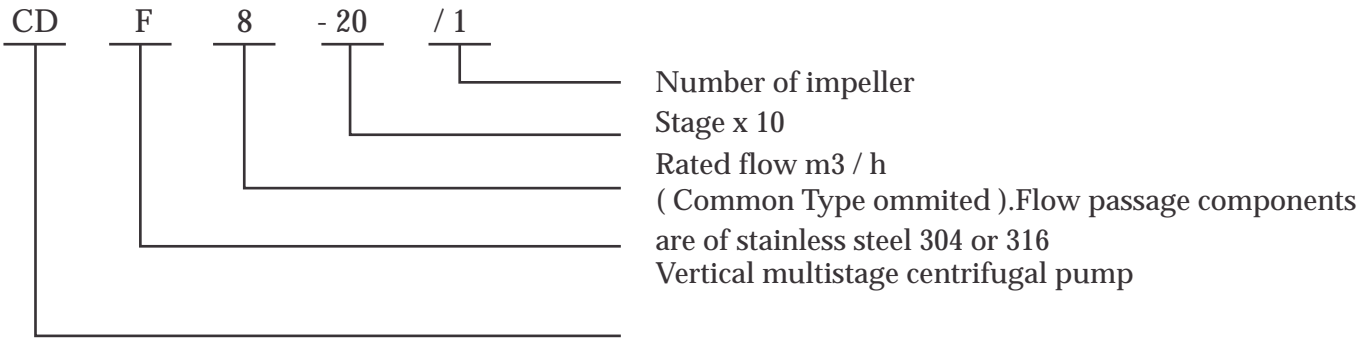 CD F 8 - 20 / 1
Number of impeller
Stage x 10
Rated flow m3 / h
( Common Type ommited ).Flow passage components
are of stainless steel 304 or 316
Vertical multistage centrifugal pump